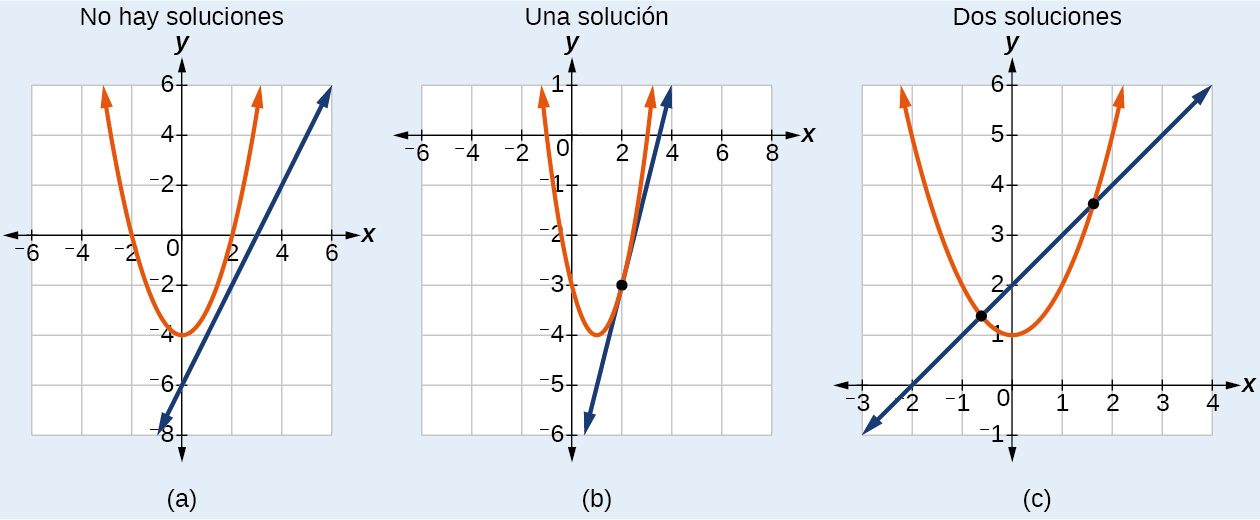 No hay soluciones
y
6
4
−2
−6 −4 −2 0 2 4 6 x
−2
−4
−6
−8
(a)
Una solución
y
1
−6 −4 −2 0 2 4 6 8 x
−1
−2
−3
−4
−5
−6
(b)
Dos soluciones
y
6
5
4
3
2
1
−3 −2 −1 0 1 2 3 4 x
−1
(c)